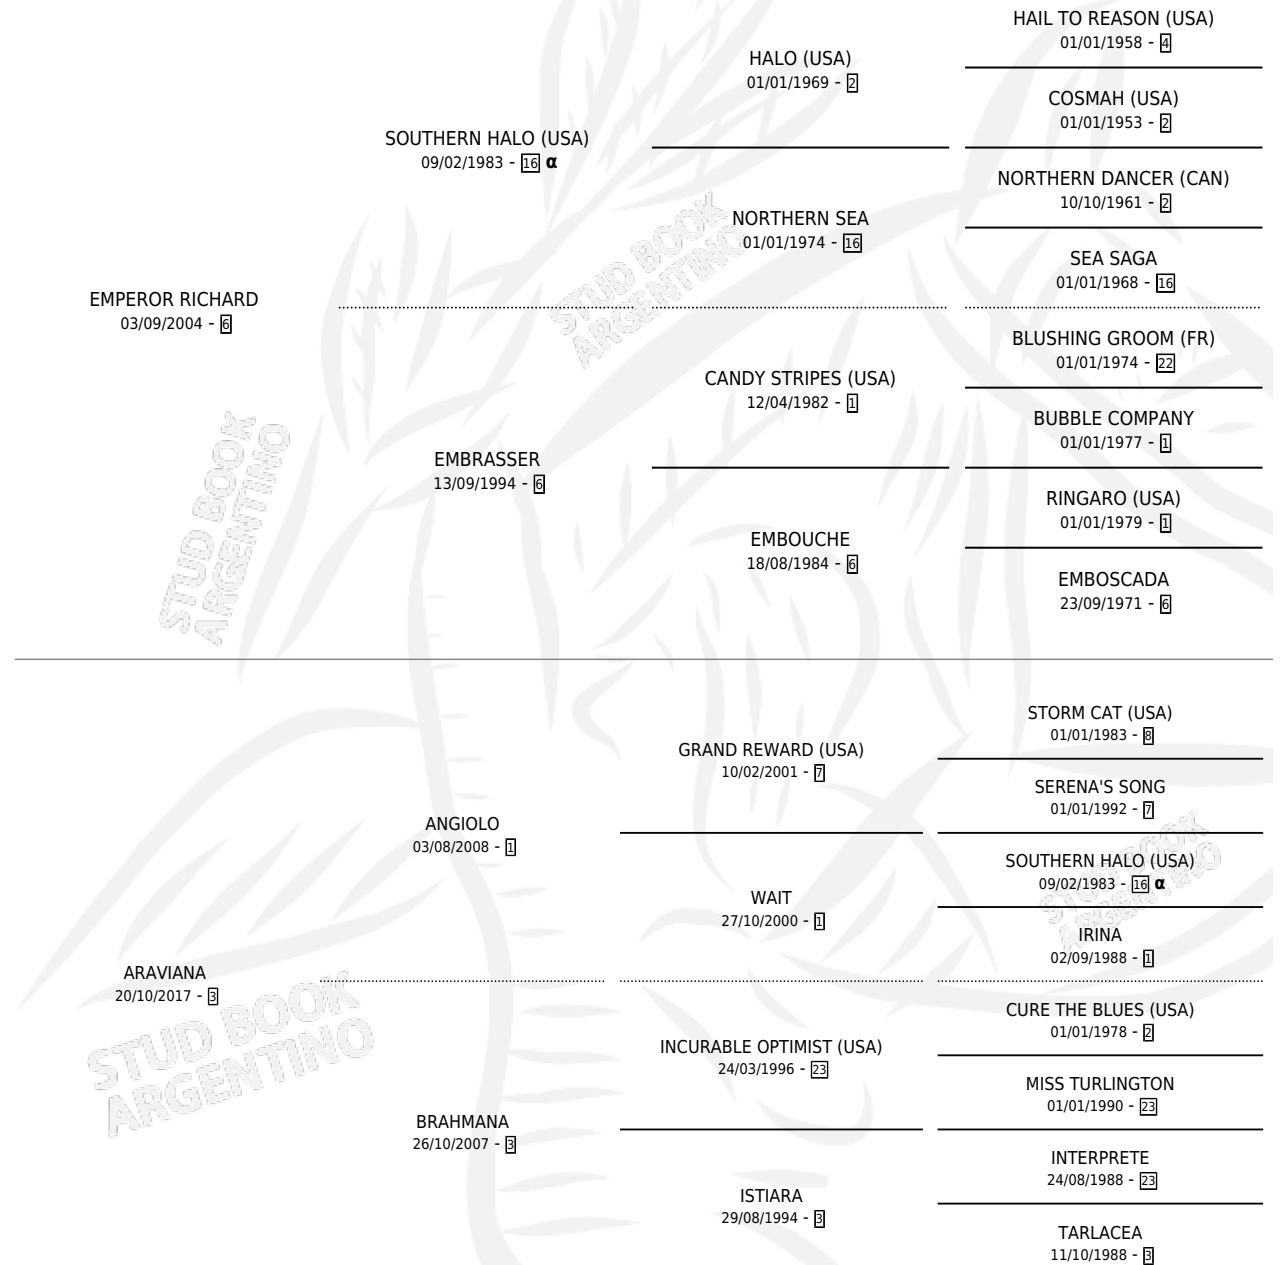 HAIL TO REASON (USA)
01/01/1958 - 4
HALO (USA)
01/01/1969 - 2
COSMAH (USA)
01/01/1953 - 2
SOUTHERN HALO (USA)
09/02/1983 - 16 α
NORTHERN DANCER (CAN)
10/10/1961 - 2
NORTHERN SEA
01/01/1974 - 16
SEA SAGA
01/01/1968 - 16
EMPEROR RICHARD
03/09/2004 - 6
BLUSHING GROOM (FR)
01/01/1974 - 22
CANDY STRIPES (USA)
12/04/1982 - 1
BUBBLE COMPANY
01/01/1977 - 1
EMBRASSER
13/09/1994 - 6
RINGARO (USA)
01/01/1979 - 1
EMBOUCHE
18/08/1984 - 6
EMBOSCADA
23/09/1971 - 6
STORM CAT (USA)
01/01/1983 - 8
GRAND REWARD (USA)
10/02/2001 - 7
SERENA'S SONG
01/01/1992 - 7
ANGIOLO
03/08/2008 - 1
SOUTHERN HALO (USA)
09/02/1983 - 16 α
WAIT
27/10/2000 - 1
IRINA
02/09/1988 - 1
ARAVIANA
20/10/2017 - 3
CURE THE BLUES (USA)
01/01/1978 - 2
INCURABLE OPTIMIST (USA)
24/03/1996 - 23
MISS TURLINGTON
01/01/1990 - 23
BRAHMANA
26/10/2007 - 3
INTERPRETE
24/08/1988 - 23
ISTIARA
29/08/1994 - 3
TARLACEA
11/10/1988 - 3
STUD BOOK
ARGENTINO
STUD BOOK
ARGENTINO
STUD BOOK
ARGENTINO
STUD BOOK
ARGENTINO